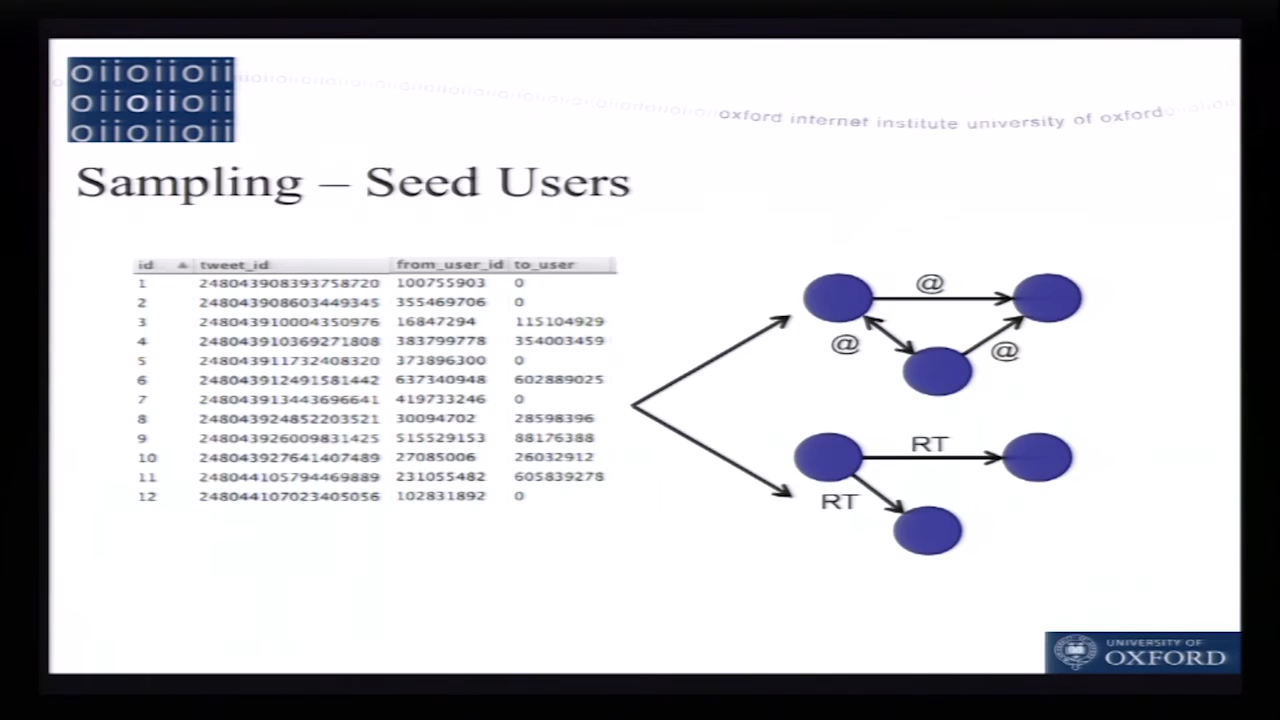 oiioiioii
oiioiioii
oiioiioii
oxford internet institute university of oxford
Sampling – Seed Users
id tweet_id from_user_id to_user
1 248043908393758720 100755903 0
2 248043908603449345 355469706 0
3 248043910004350976 16847294 115104929
4 248043910369271808 383799778 354003459
5 248043911732408320 373896300 0
6 248043912491581442 637340948 602889025
7 248043913443696641 419733246 0
8 248043924852203521 30094702 28598396
9 248043926009831425 515529153 88176388
10 248043927641407489 27085006 26032912
11 248044105794469889 231055482 605839278
12 248044107023405056 102831892 0
@
@
@
RT
RT
UNIVERSITY OF
OXFORD